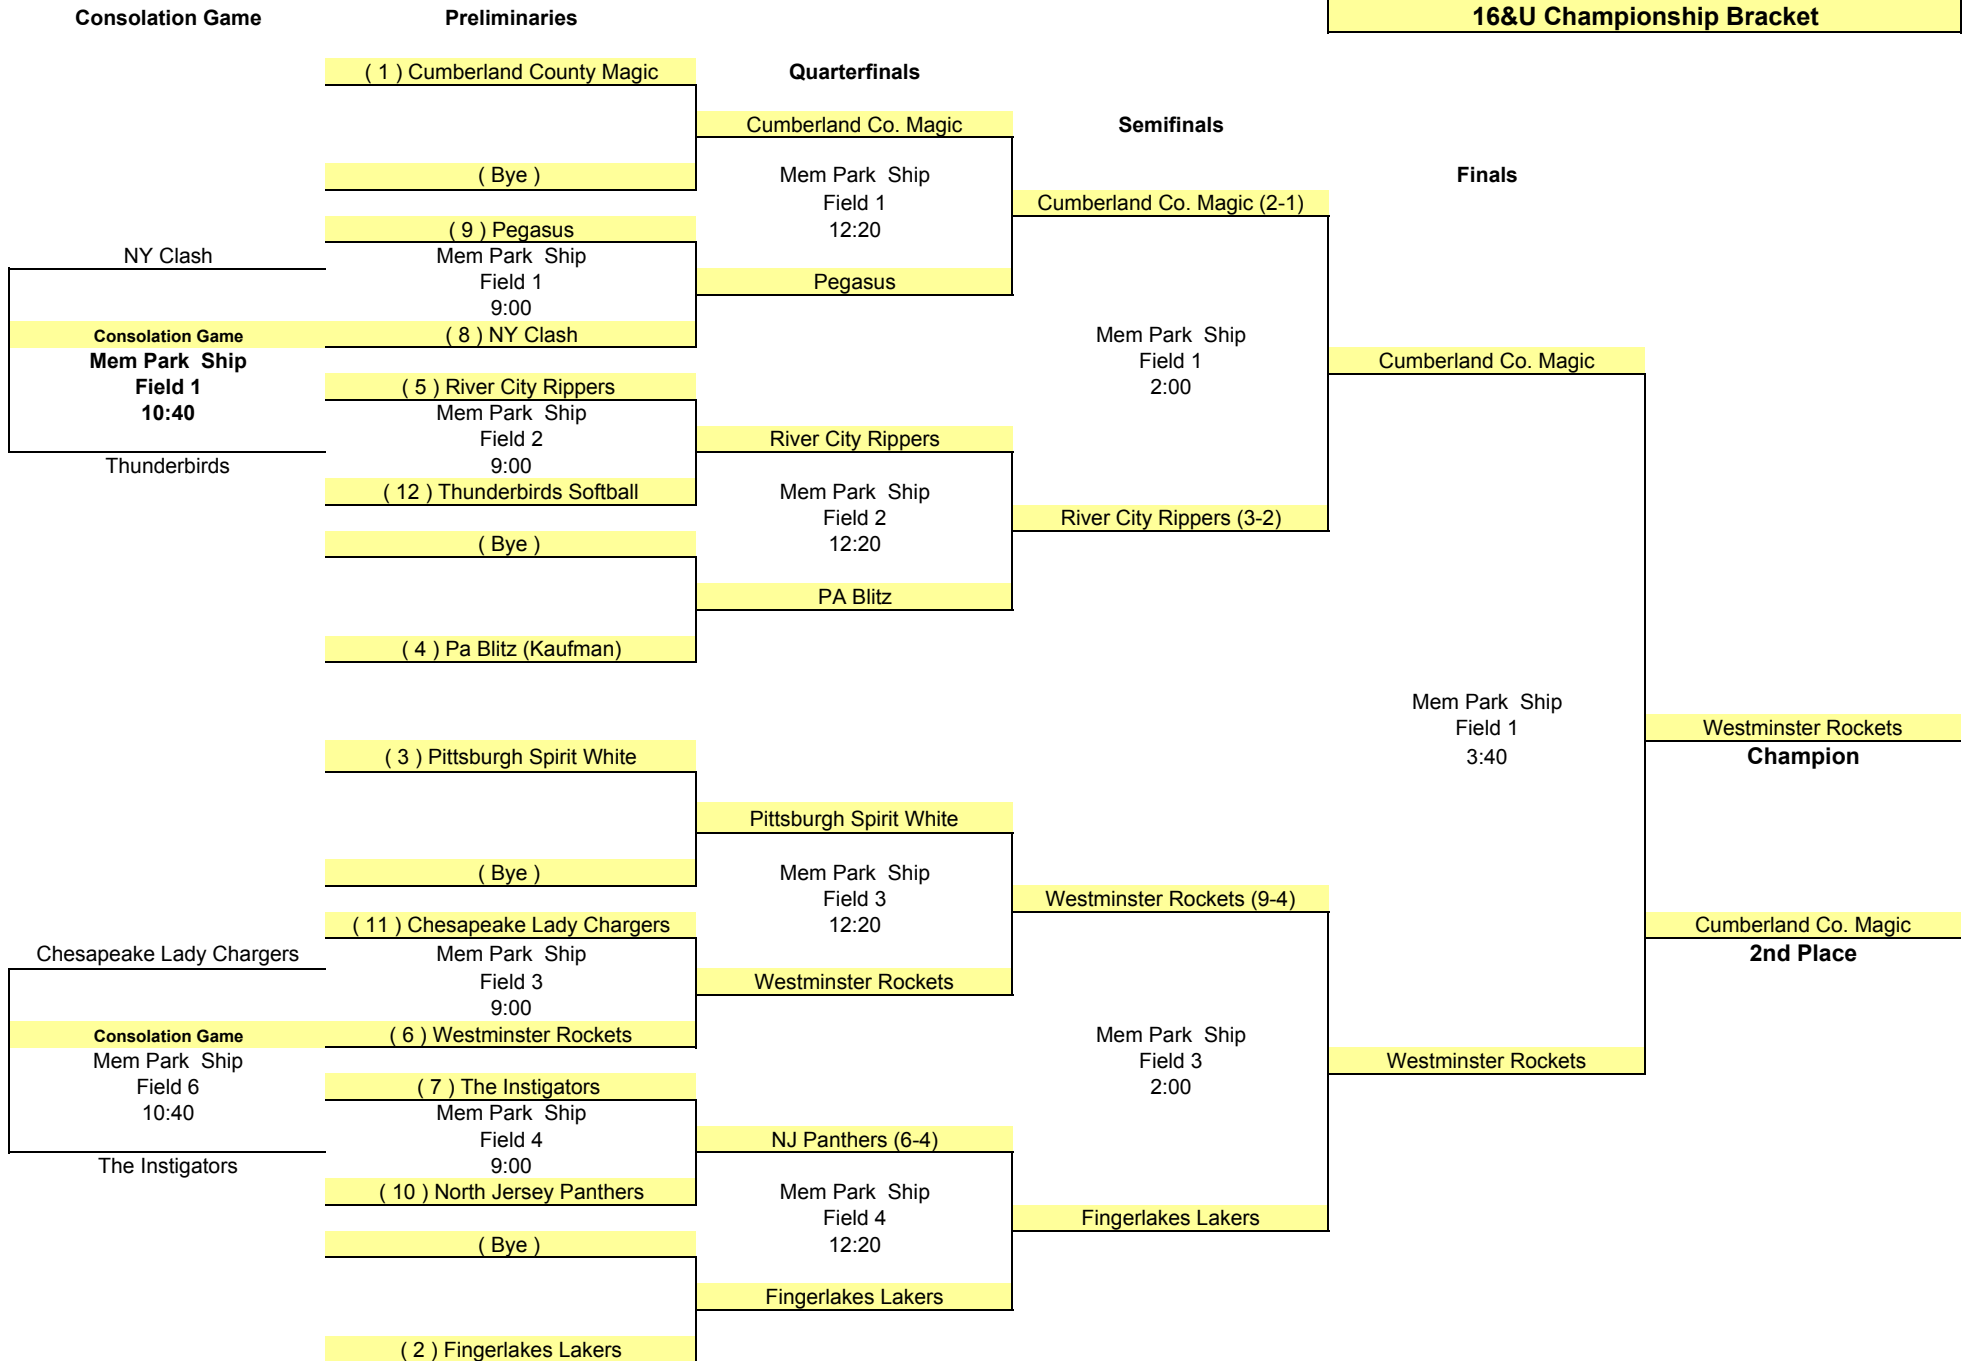 Consolation Game
Preliminaries
16&U Championship Bracket
( 1 ) Cumberland County Magic
Quarterfinals
Cumberland Co. Magic
Semifinals
( Bye )
Mem Park Ship
Field 1
12:20
Finals
Cumberland Co. Magic (2-1)
( 9 ) Pegasus
NY Clash
Mem Park Ship
Field 1
9:00
Pegasus
Consolation Game
Mem Park Ship
Field 1
10:40
( 8 ) NY Clash
Mem Park Ship
Field 1
2:00
Cumberland Co. Magic
( 5 ) River City Rippers
Mem Park Ship
Field 2
9:00
River City Rippers
Thunderbirds
( 12 ) Thunderbirds Softball
Mem Park Ship
Field 2
12:20
River City Rippers (3-2)
( Bye )
PA Blitz
( 4 ) Pa Blitz (Kaufman)
Mem Park Ship
Field 1
3:40
Westminster Rockets
Champion
( 3 ) Pittsburgh Spirit White
Pittsburgh Spirit White
( Bye )
Mem Park Ship
Field 3
12:20
Westminster Rockets (9-4)
( 11 ) Chesapeake Lady Chargers
Cumberland Co. Magic
2nd Place
Chesapeake Lady Chargers
Mem Park Ship
Field 3
9:00
Westminster Rockets
Consolation Game
Mem Park Ship
Field 6
10:40
( 6 ) Westminster Rockets
Mem Park Ship
Field 3
2:00
Westminster Rockets
( 7 ) The Instigators
Mem Park Ship
Field 4
9:00
NJ Panthers (6-4)
The Instigators
( 10 ) North Jersey Panthers
Mem Park Ship
Field 4
12:20
Fingerlakes Lakers
( Bye )
Fingerlakes Lakers
( 2 ) Fingerlakes Lakers